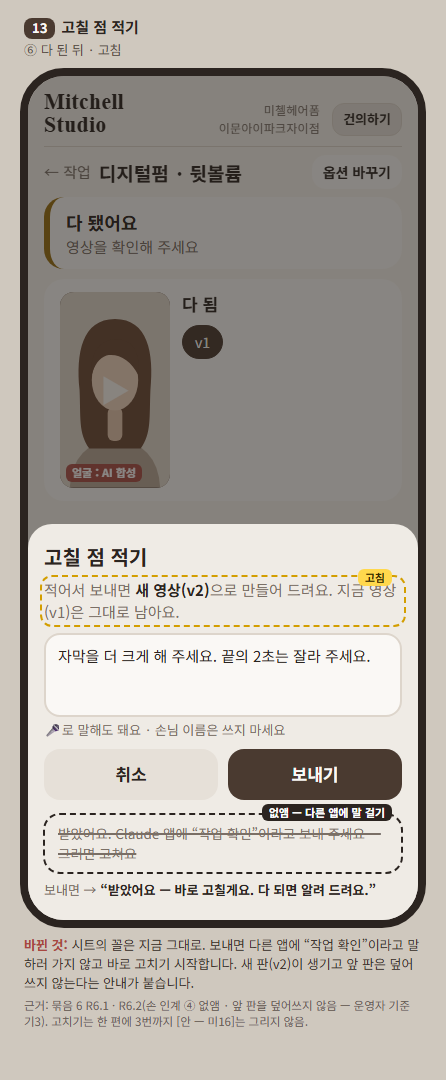 13 고칠 점 적기
⑥ 다 된 뒤 · 고침
Mitchell
Studio
미첼헤어폼
이문아이파크자이점
건의하기
← 작업 디지털펌 · 뒷볼륨
옵션 바꾸기
다 됐어요
영상을 확인해 주세요
다 됨
v1
얼굴 : AI 합성
고칠 점 적기
고침
적어서 보내면 새 영상(v2)으로 만들어 드려요. 지금 영상
(v1)은 그대로 남아요.
자막을 더 크게 해 주세요. 끝의 2초는 잘라 주세요.
🎤로 말해도 돼요 · 손님 이름은 쓰지 마세요
취소
보내기
없앰 — 다른 앱에 말 걸기
받았어요. Claude 앱에 “작업 확인”이라고 보내 주세요 —
그러면 고쳐요
보내면 → “받았어요 — 바로 고칠게요. 다 되면 알려 드려요.”
바뀐 것: 시트의 꼴은 지금 그대로. 보내면 다른 앱에 “작업 확인”이라고 말
하러 가지 않고 바로 고치기 시작합니다. 새 판(v2)이 생기고 앞 판은 덮어
쓰지 않는다는 안내가 붙습니다.
근거: 묶음 6 R6.1 · R6.2(손 인계 ④ 없앰 · 앞 판을 덮어쓰지 않음 — 운영자 기준
기3). 고치기는 한 편에 3번까지 [안 — 미16]는 그리지 않음.